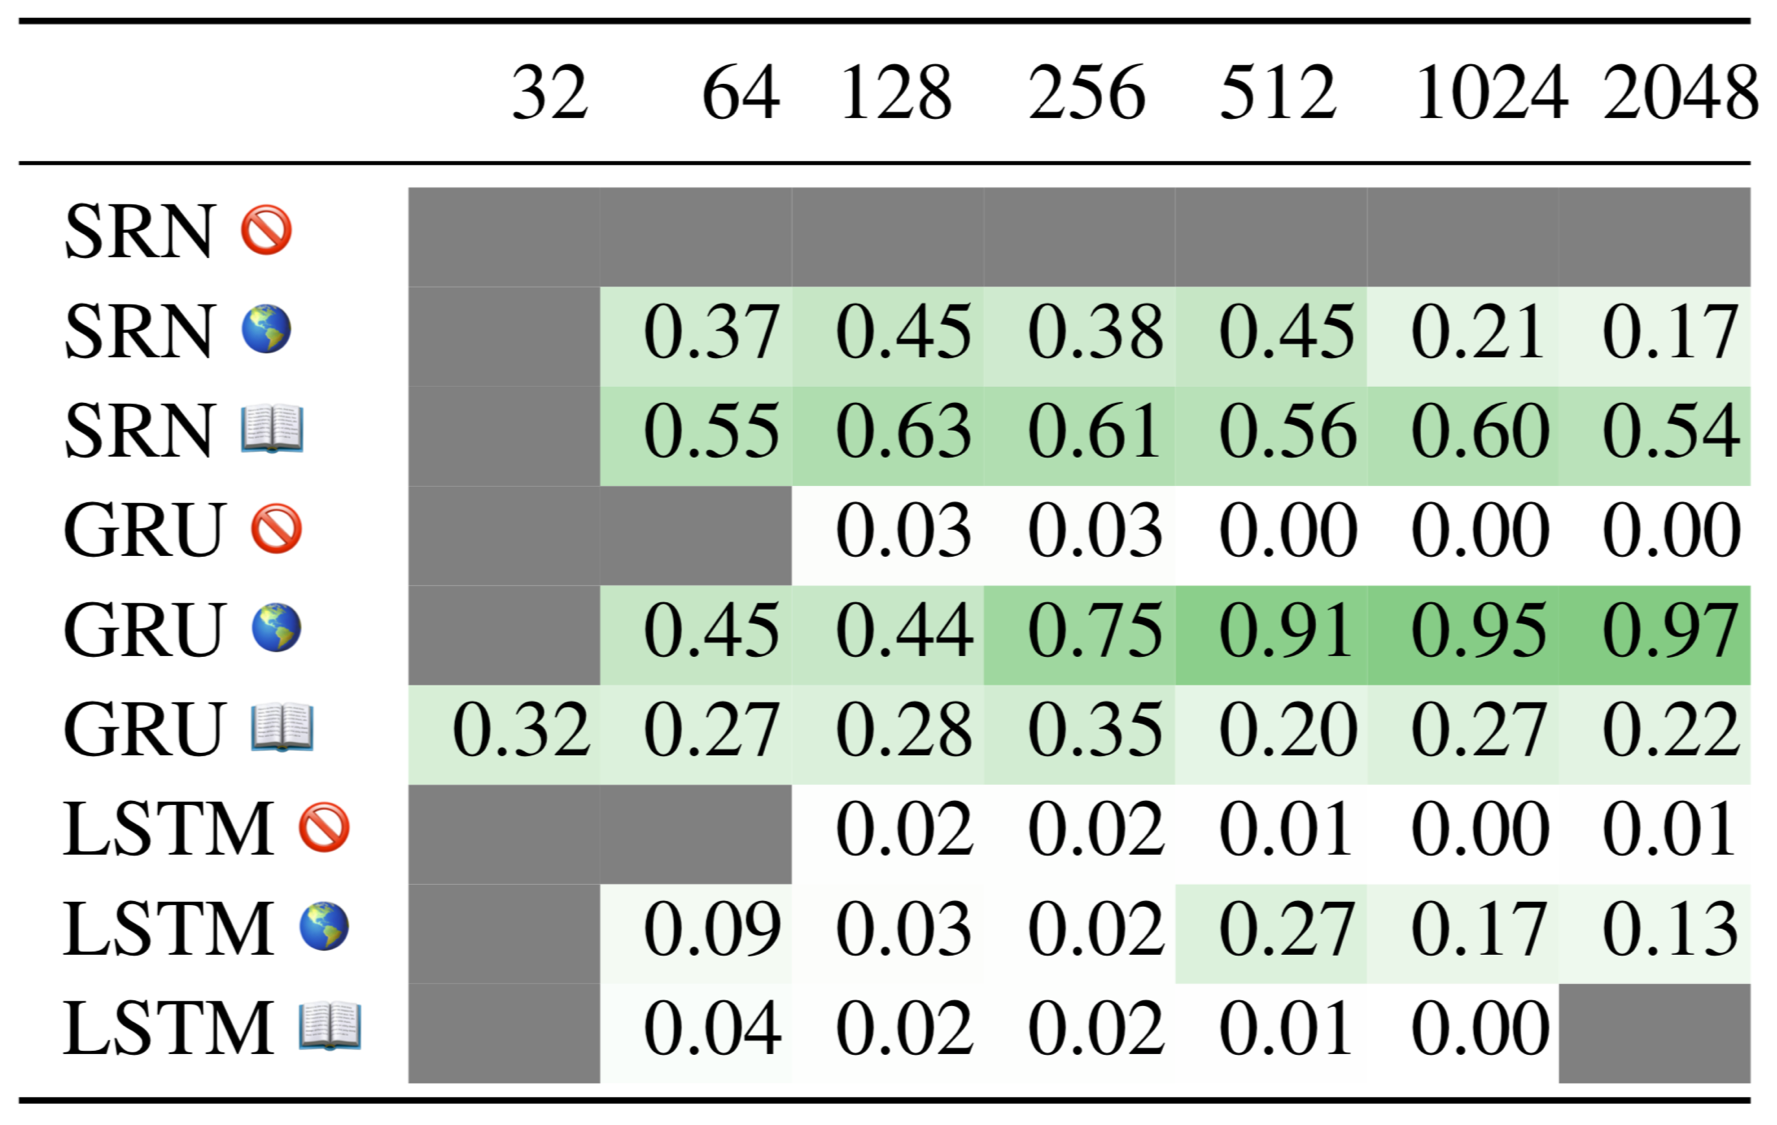 32 64 128 256 512 1024 2048
SRN 🚫
SRN 🌎 0.37 0.45 0.38 0.45 0.21 0.17
SRN 📖 0.55 0.63 0.61 0.56 0.60 0.54
GRU 🚫 0.03 0.03 0.00 0.00 0.00
GRU 🌎 0.45 0.44 0.75 0.91 0.95 0.97
GRU 📖 0.32 0.27 0.28 0.35 0.20 0.27 0.22
LSTM 🚫 0.02 0.02 0.01 0.00 0.01
LSTM 🌎 0.09 0.03 0.02 0.27 0.17 0.13
LSTM 📖 0.04 0.02 0.02 0.01 0.00